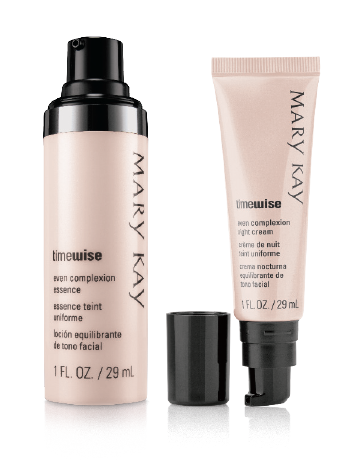 MARY KAY
timewise
even complexion
essence
essence teint
uniforme
loción equilibrante
de tono facial
1 FL. OZ. / 29 mL
MARY KAY
timewise
even complexion
night cream
crème de nuit
teint uniforme
crema nocturna
equilibrante de
tono facial
1 FL. OZ. / 29 mL